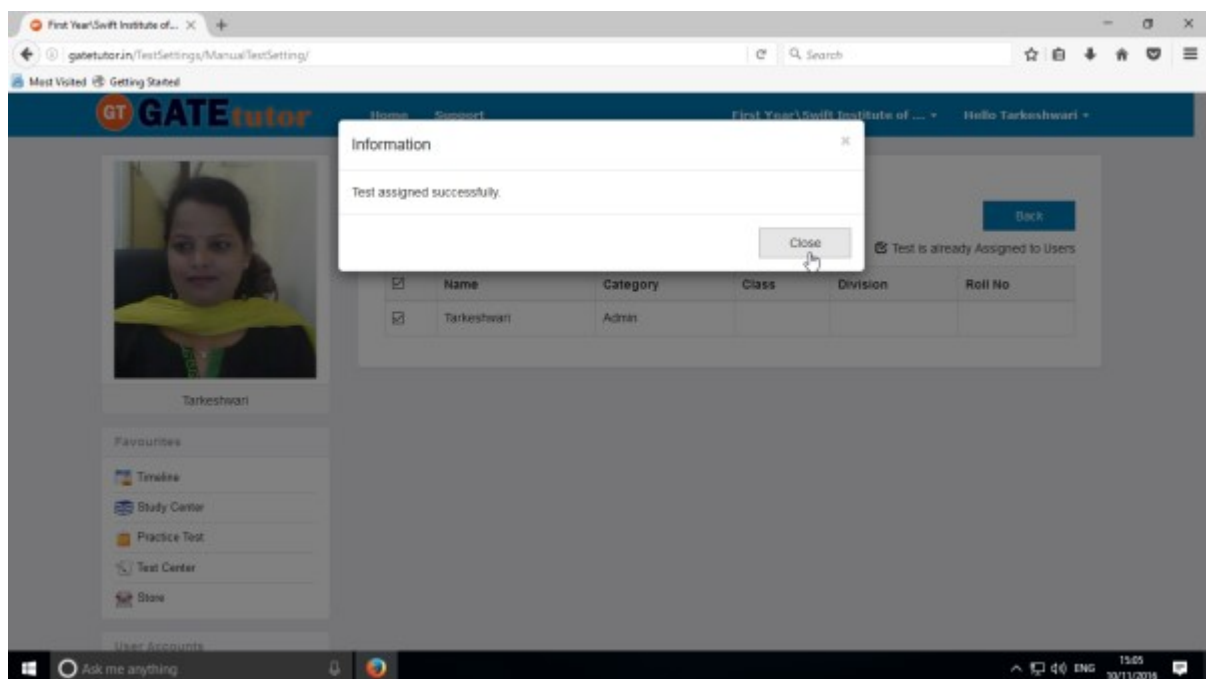 First Year\Swift Institute of...
gatetutor.in/TestSettings/ManualTestSetting/
Search
Most Visited
Getting Started
GT GATEtutor
Home Support First Year\Swift Institute of .... Hello Tarkeshwari
Information
Test assigned successfully.
Close
Back
Test is already Assigned to Users
Name Category Class Division Roll No
Tarkeshwari Admin
Tarkeshwari
Favourites
Timeline
Study Center
Practice Test
Test Center
Store
User Accounts
Ask me anything
ENG
15:05
10/11/2016